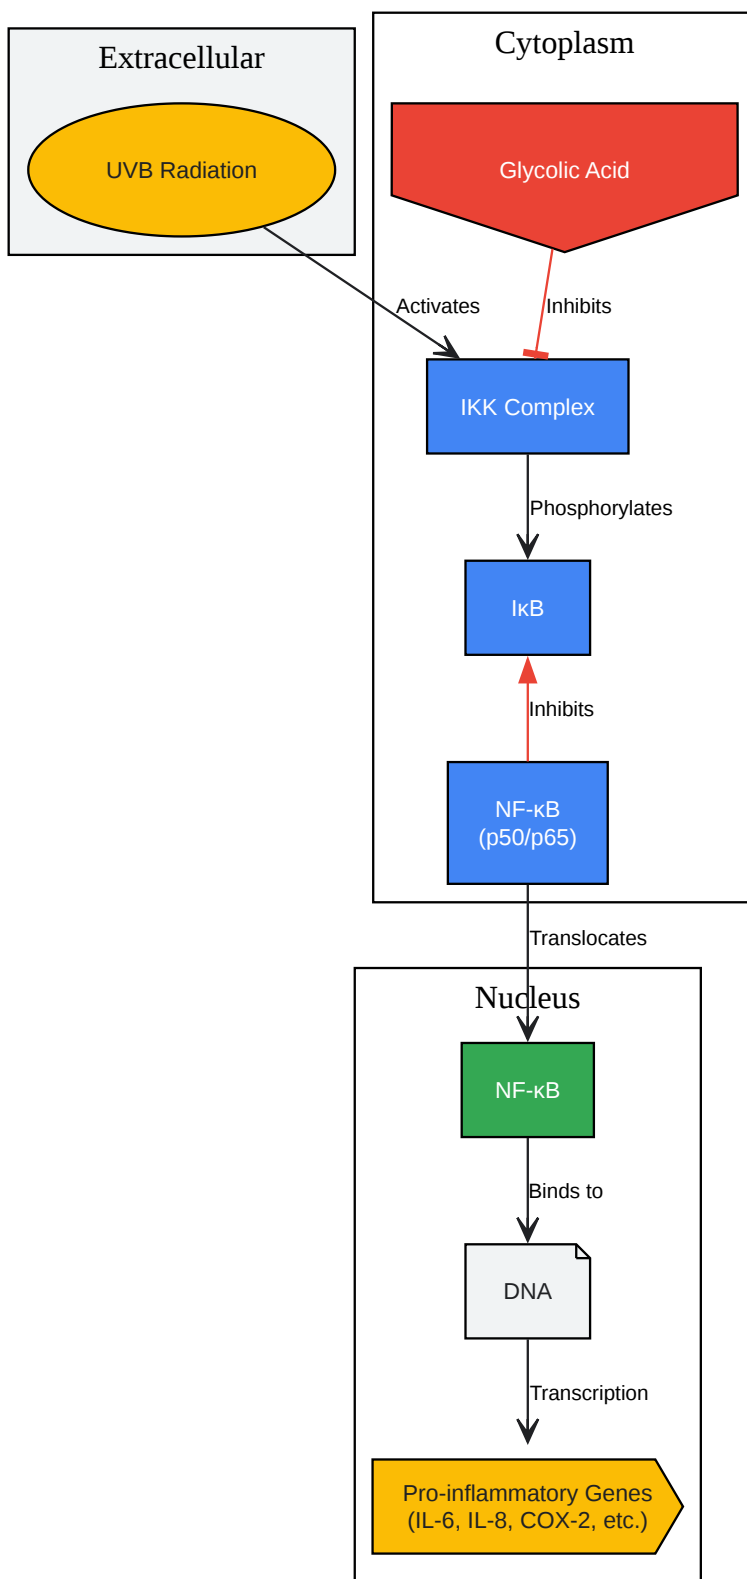 Extracellular
Cytoplasm
UVB Radiation
Glycolic Acid
Activates
Inhibits
IKK Complex
Phosphorylates
IκB
Inhibits
NF-κB
(p50/p65)
Translocates
Nucleus
NF-κB
Binds to
DNA
Transcription
Pro-inflammatory Genes
(IL-6, IL-8, COX-2, etc.)